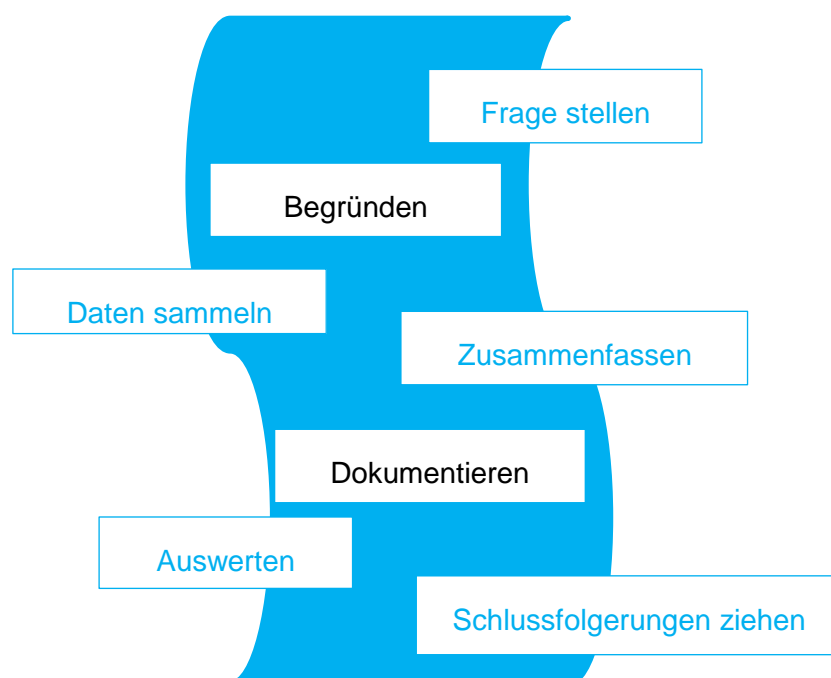 Frage stellen
Begründen
Daten sammeln
Zusammenfassen
Dokumentieren
Auswerten
Schlussfolgerungen ziehen